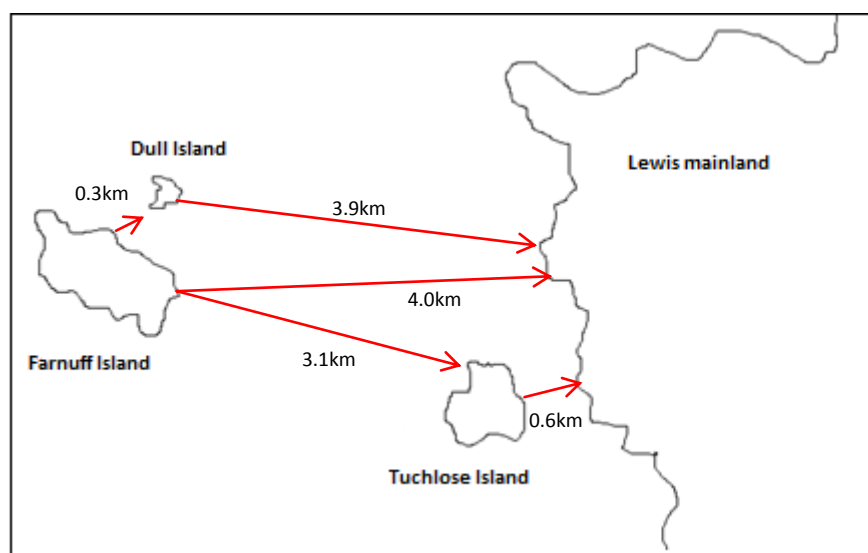 Dull Island
Lewis mainland
0.3km
3.9km
4.0km
Farnuff Island
3.1km
0.6km
Tuchlose Island